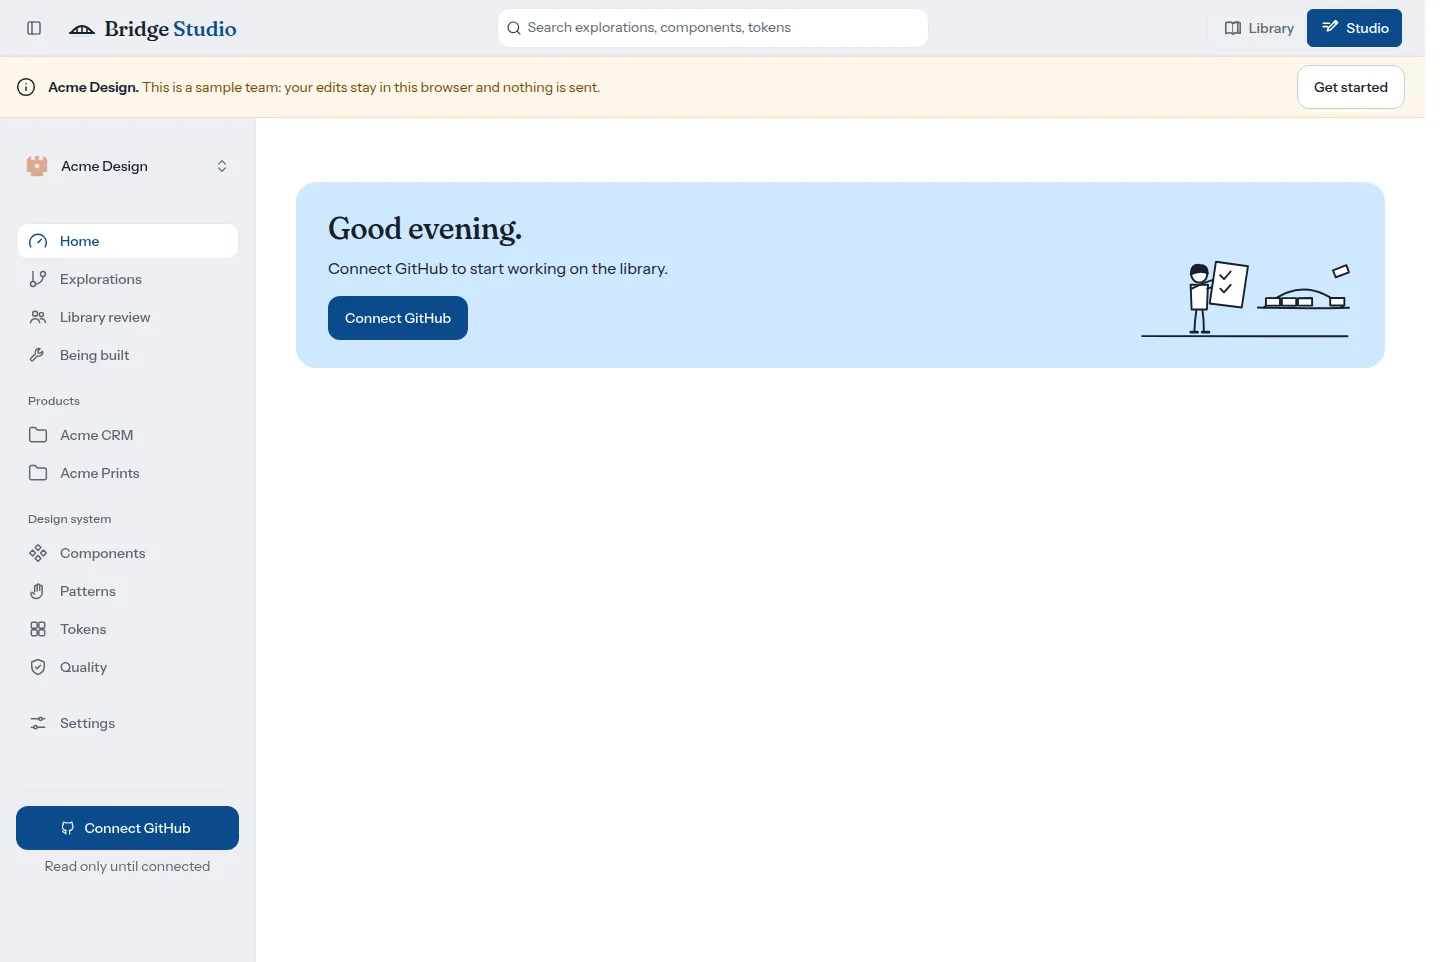 Bridge Studio
Search explorations, components, tokens
Library
Studio
Acme Design. This is a sample team: your edits stay in this browser and nothing is sent.
Get started
Acme Design
Home
Explorations
Library review
Being built
Products
Acme CRM
Acme Prints
Design system
Components
Patterns
Tokens
Quality
Settings
Connect GitHub
Read only until connected
Good evening.
Connect GitHub to start working on the library.
Connect GitHub